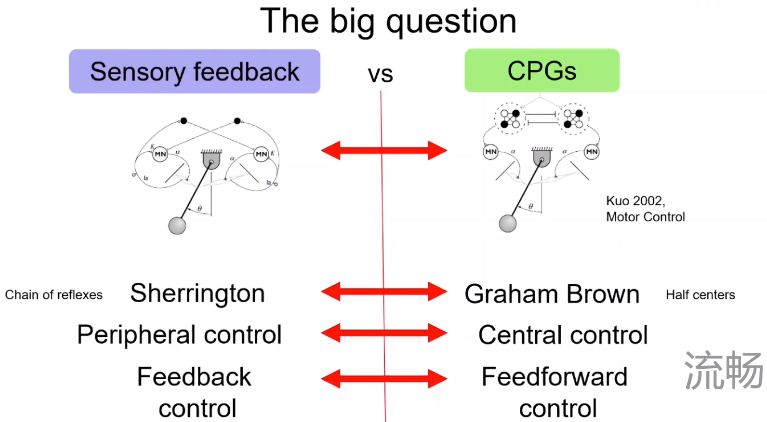 The big question
Sensory feedback
vs
CPGs
MN
MN
α
α
K
K
Ia
θ
MN
MN
α
α
θ
Kuo 2002,
Motor Control
Chain of reflexes
Sherrington
Graham Brown
Half centers
Peripheral control
Central control
Feedback
control
Feedforward
control
流畅